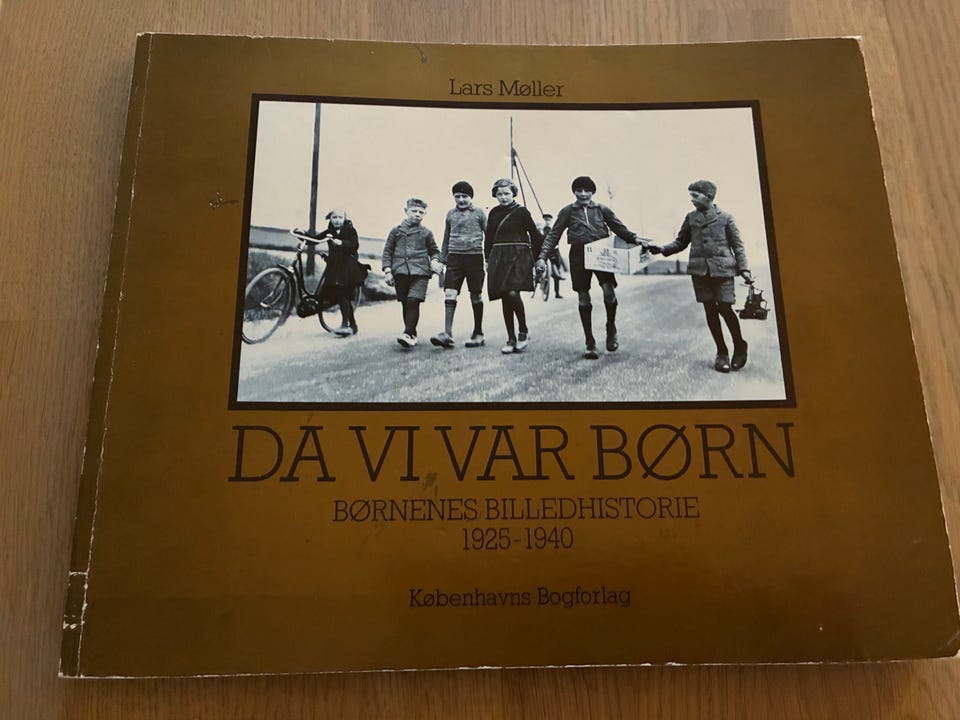 Lars Møller
DA VI VAR BØRN
BØRNENES BILLEDHISTORIE
1925-1940
Københavns Bogforlag